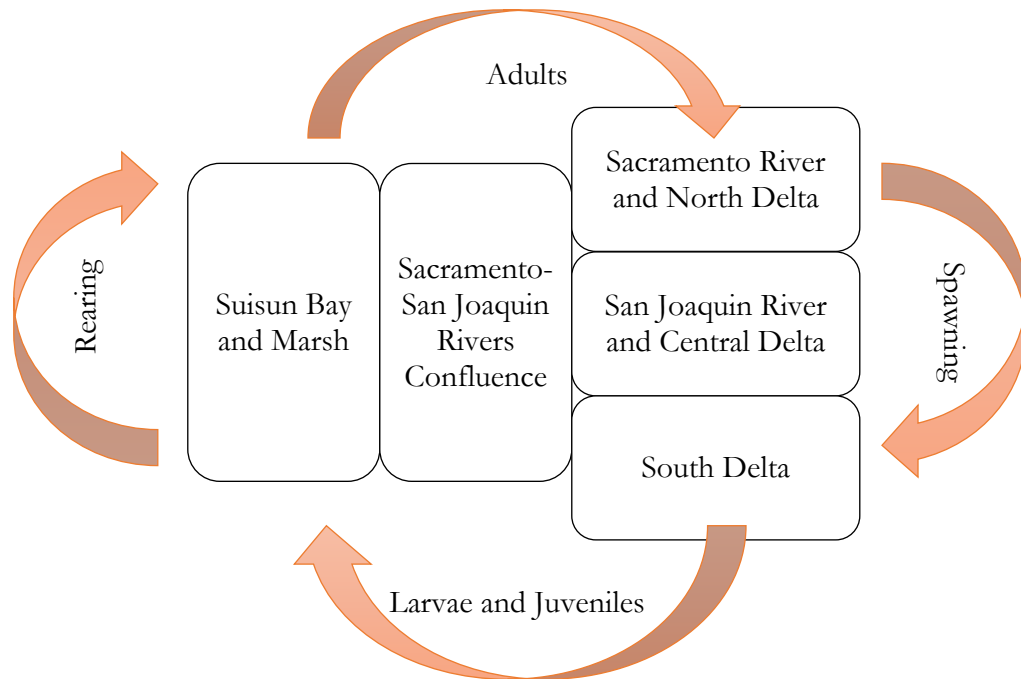 Adults
Sacramento River
and North Delta
Rearing
Suisun Bay
and Marsh
Sacramento-
San Joaquin
Rivers
Confluence
San Joaquin River
and Central Delta
Spawning
South Delta
Larvae and Juveniles